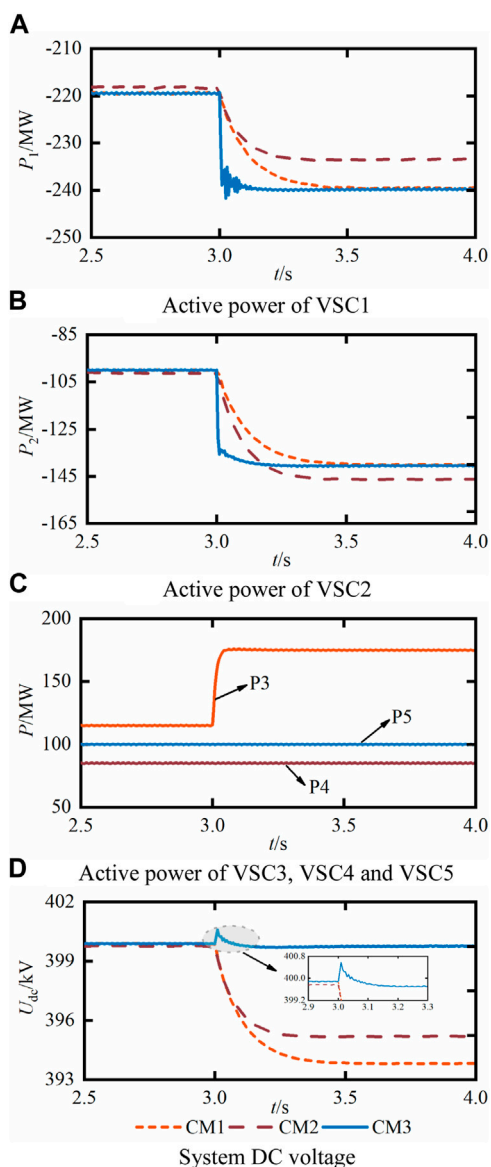 A
-210
-220
-230
-240
-250
P1/MW
2.5 3.0 3.5 4.0
t/s
Active power of VSC1
B
-85
-105
-125
-145
-165
P2/MW
2.5 3.0 3.5 4.0
t/s
Active power of VSC2
C
200
150
100
50
P/MW
P3
P5
P4
2.5 3.0 3.5 4.0
t/s
Active power of VSC3, VSC4 and VSC5
D
402
399
396
393
Udc/kV
400.8
400.0
399.2
2.9 3.0 3.1 3.2 3.3
2.5 3.0 3.5 4.0
t/s
CM1 CM2 CM3
System DC voltage